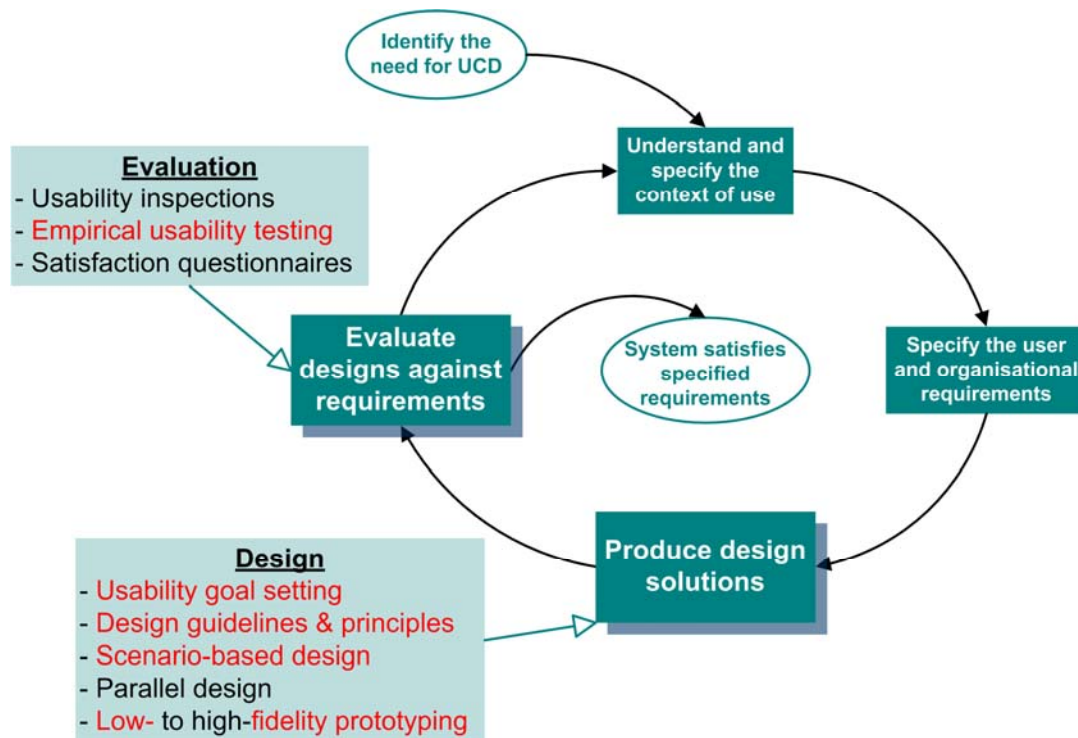 Identify the
need for UCD
Understand and
specify the
context of use
Evaluation
- Usability inspections
- Empirical usability testing
- Satisfaction questionnaires
Evaluate
designs against
requirements
System satisfies
specified
requirements
Specify the user
and organisational
requirements
Produce design
solutions
Design
- Usability goal setting
- Design guidelines & principles
- Scenario-based design
- Parallel design
- Low- to high-fidelity prototyping